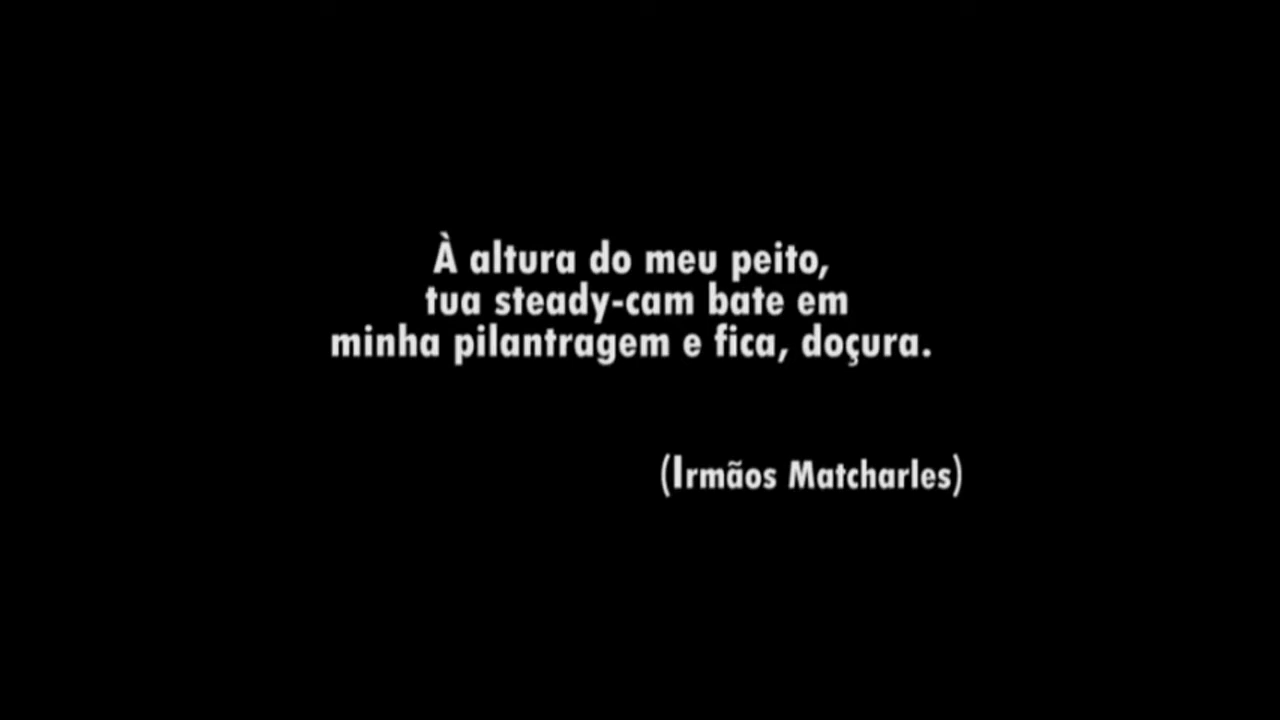 À altura do meu peito,
tua steady-cam bate em
minha pilantragem e fica, doçura.
(Irmãos Matcharles)